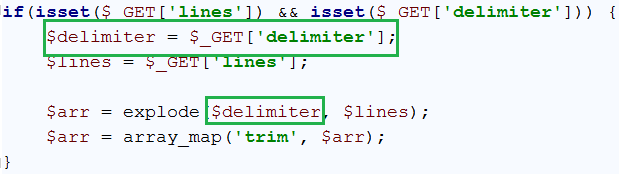 if(isset($_GET['lines']) && isset($_GET['delimiter'])) {
$delimiter = $_GET['delimiter'];
$lines = $_GET['lines'];
$arr = explode($delimiter, $lines);
$arr = array_map('trim', $arr);
}